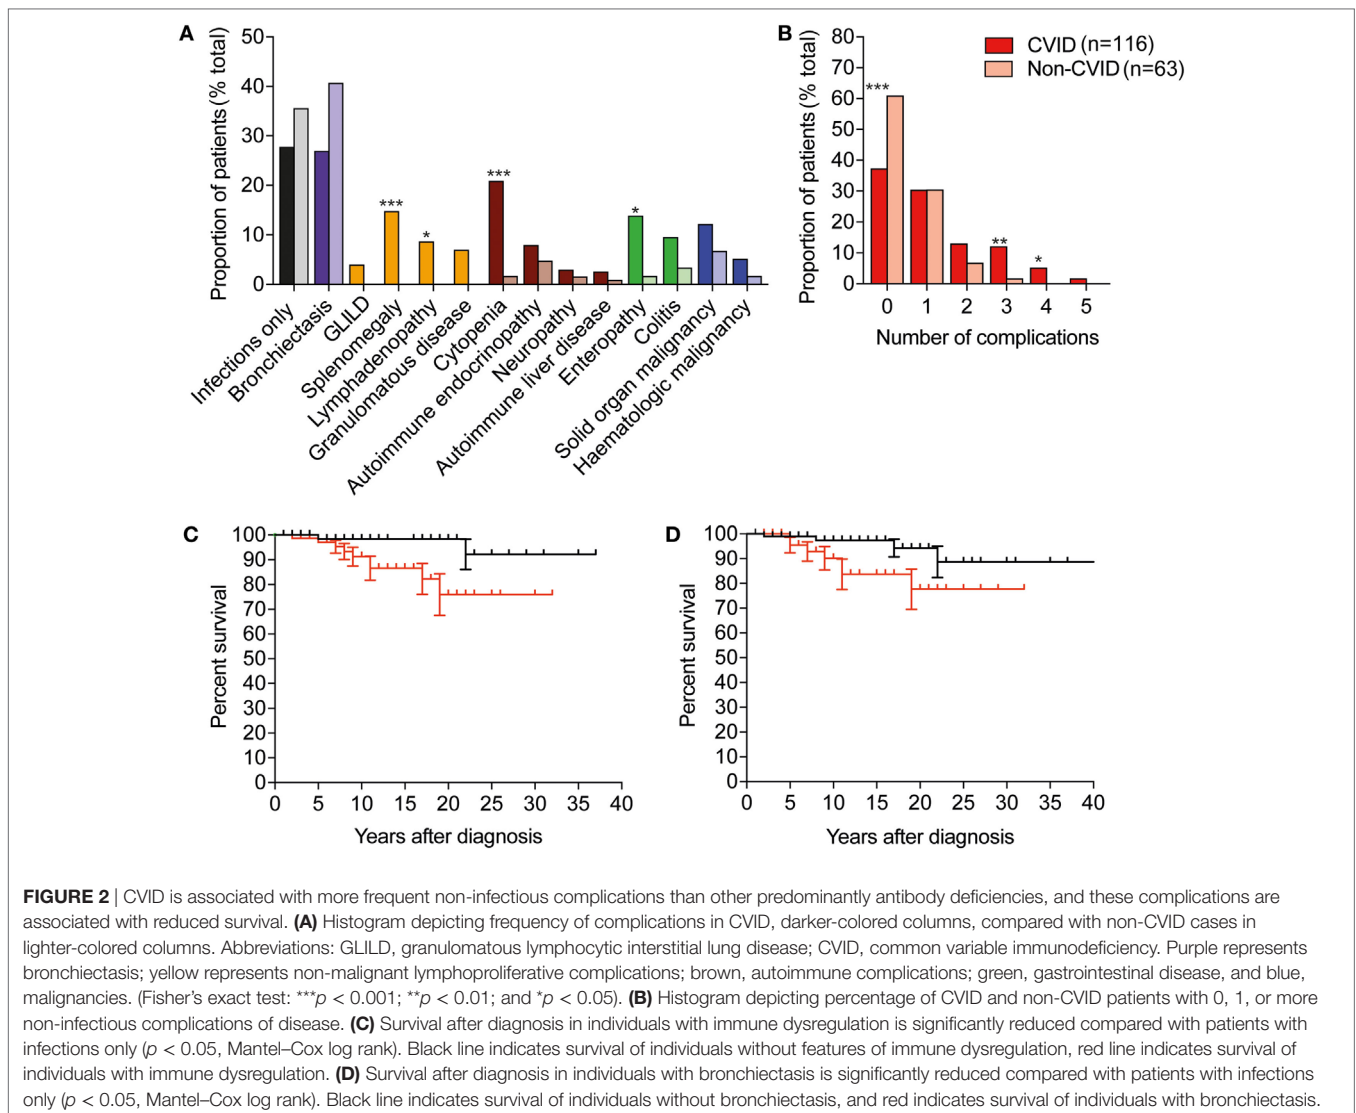 A
Proportion of patients (% total)
50
40
30
20
10
0
***
*
***
*
Infections only
Bronchiectasis
GLILD
Splenomegaly
Lymphadenopathy
Granulomatous disease
Cytopenia
Autoimmune endocrinopathy
Neuropathy
Autoimmune liver disease
Enteropathy
Colitis
Solid organ malignancy
Haematologic malignancy
B
Proportion of patients (% total)
80
70
60
50
40
30
20
10
0
***
**
*
CVID (n=116)
Non-CVID (n=63)
0 1 2 3 4 5
Number of complications
C
Percent survival
100
90
80
70
60
50
40
30
20
10
0
0 5 10 15 20 25 30 35 40
Years after diagnosis
D
Percent survival
100
90
80
70
60
50
40
30
20
10
0
0 5 10 15 20 25 30 35 40
Years after diagnosis
FIGURE 2 | CVID is associated with more frequent non-infectious complications than other predominantly antibody deficiencies, and these complications are
associated with reduced survival. (A) Histogram depicting frequency of complications in CVID, darker-colored columns, compared with non-CVID cases in
lighter-colored columns. Abbreviations: GLILD, granulomatous lymphocytic interstitial lung disease; CVID, common variable immunodeficiency. Purple represents
bronchiectasis; yellow represents non-malignant lymphoproliferative complications; brown, autoimmune complications; green, gastrointestinal disease, and blue,
malignancies. (Fisher's exact test: ***p < 0.001; **p < 0.01; and *p < 0.05). (B) Histogram depicting percentage of CVID and non-CVID patients with 0, 1, or more
non-infectious complications of disease. (C) Survival after diagnosis in individuals with immune dysregulation is significantly reduced compared with patients with
infections only (p < 0.05, Mantel–Cox log rank). Black line indicates survival of individuals without features of immune dysregulation, red line indicates survival of
individuals with immune dysregulation. (D) Survival after diagnosis in individuals with bronchiectasis is significantly reduced compared with patients with infections
only (p < 0.05, Mantel–Cox log rank). Black line indicates survival of individuals without bronchiectasis, and red indicates survival of individuals with bronchiectasis.